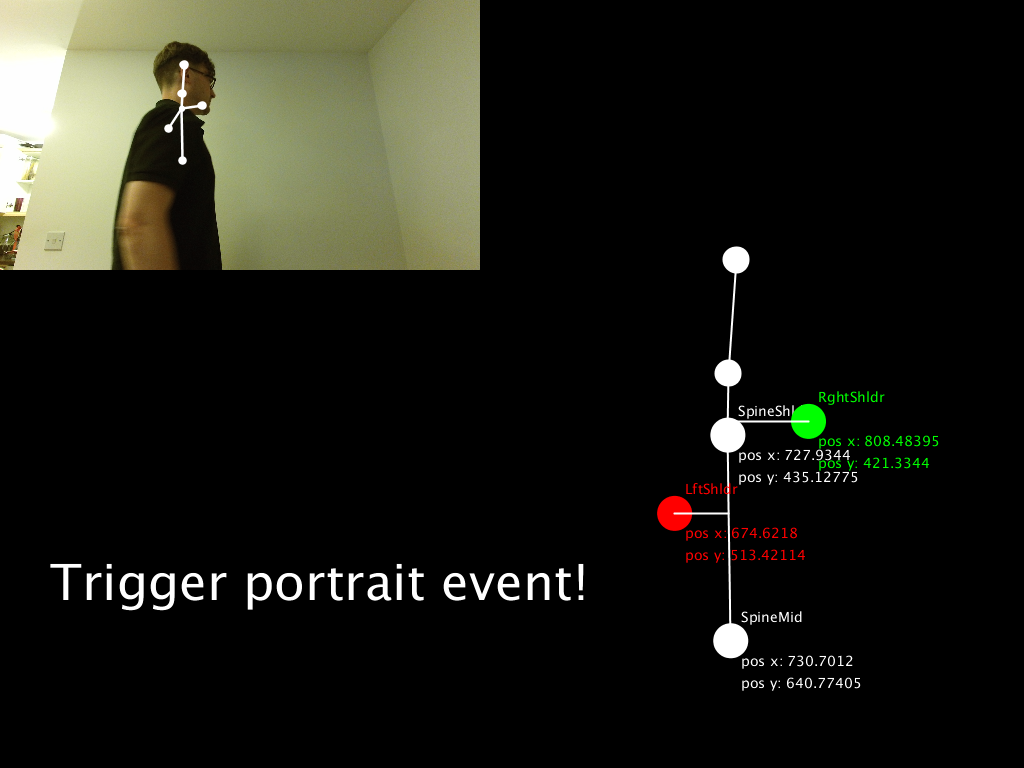 RghtShldr
SpineShl
pos x: 808.48395
pos x: 727.9344
pos y: 421.3344
pos y: 435.12775
LftShldr
pos x: 674.6218
pos y: 513.42114
Trigger portrait event!
SpineMid
pos x: 730.7012
pos y: 640.77405